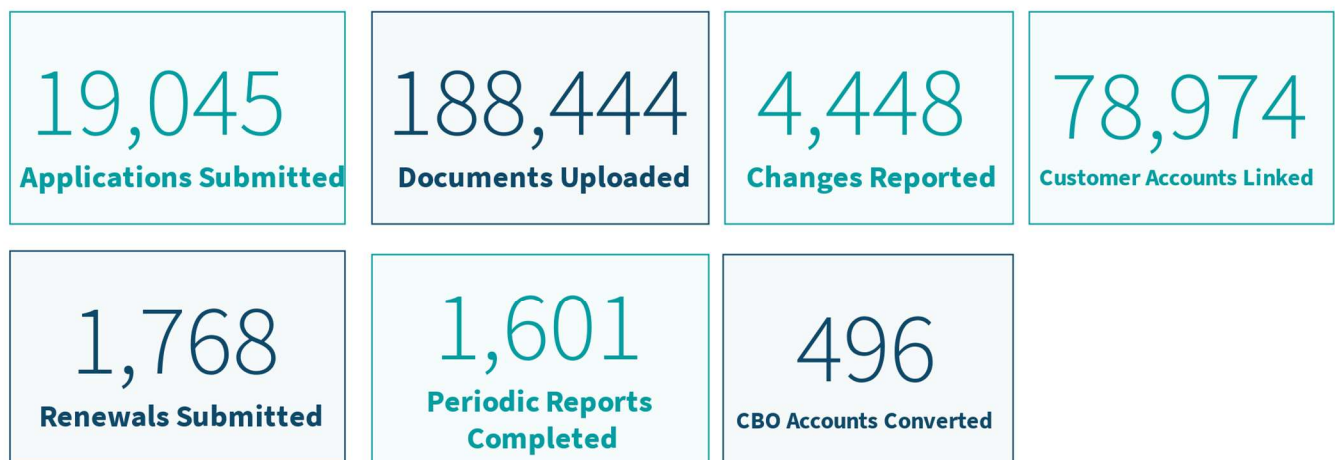 19,045
Applications Submitted
188,444
Documents Uploaded
4,448
Changes Reported
78,974
Customer Accounts Linked
1,768
Renewals Submitted
1,601
Periodic Reports
Completed
496
CBO Accounts Converted